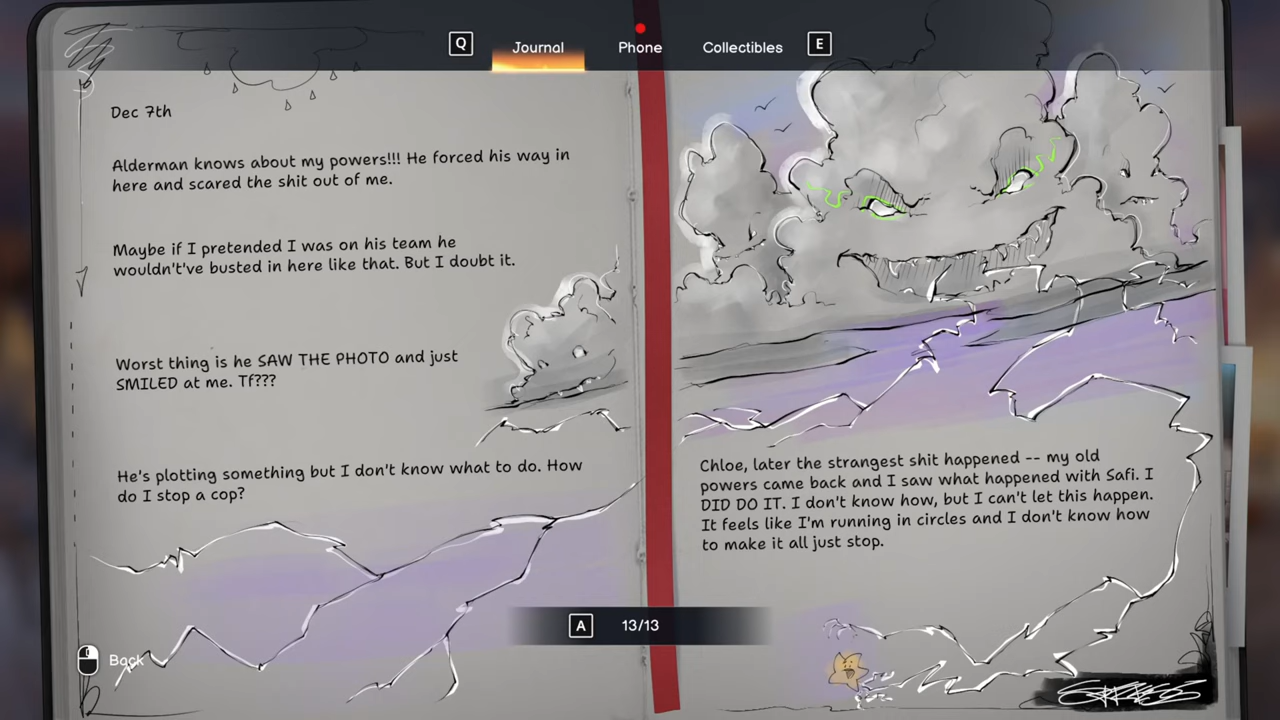 Q
Journal
Phone
Collectibles
E
Dec 7th
Alderman knows about my powers!!! He forced his way in
here and scared the shit out of me.
Maybe if I pretended I was on his team he
wouldn't've busted in here like that. But I doubt it.
Worst thing is he SAW THE PHOTO and just
SMILED at me. Tf???
He's plotting something but I don't know what to do. How
do I stop a cop?
Chloe, later the strangest shit happened -- my old
powers came back and I saw what happened with Safi. I
DID DO IT. I don't know how, but I can't let this happen.
It feels like I'm running in circles and I don't know how
to make it all just stop.
A
13/13
Back